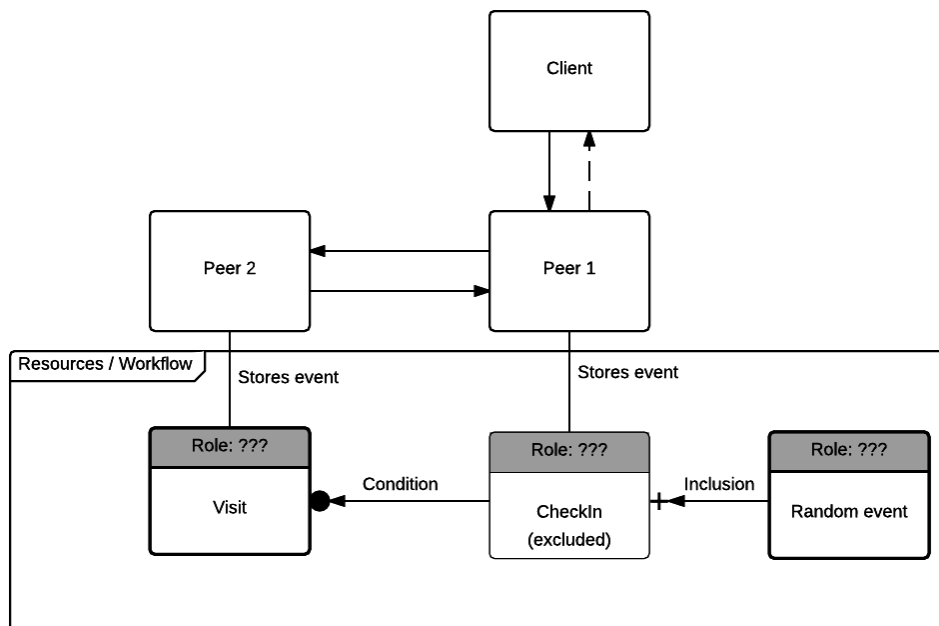 Client
Peer 2
Peer 1
Resources / Workflow
Stores event
Stores event
Role: ???
Role: ???
Role: ???
Visit
Condition
CheckIn
(excluded)
Inclusion
Random event